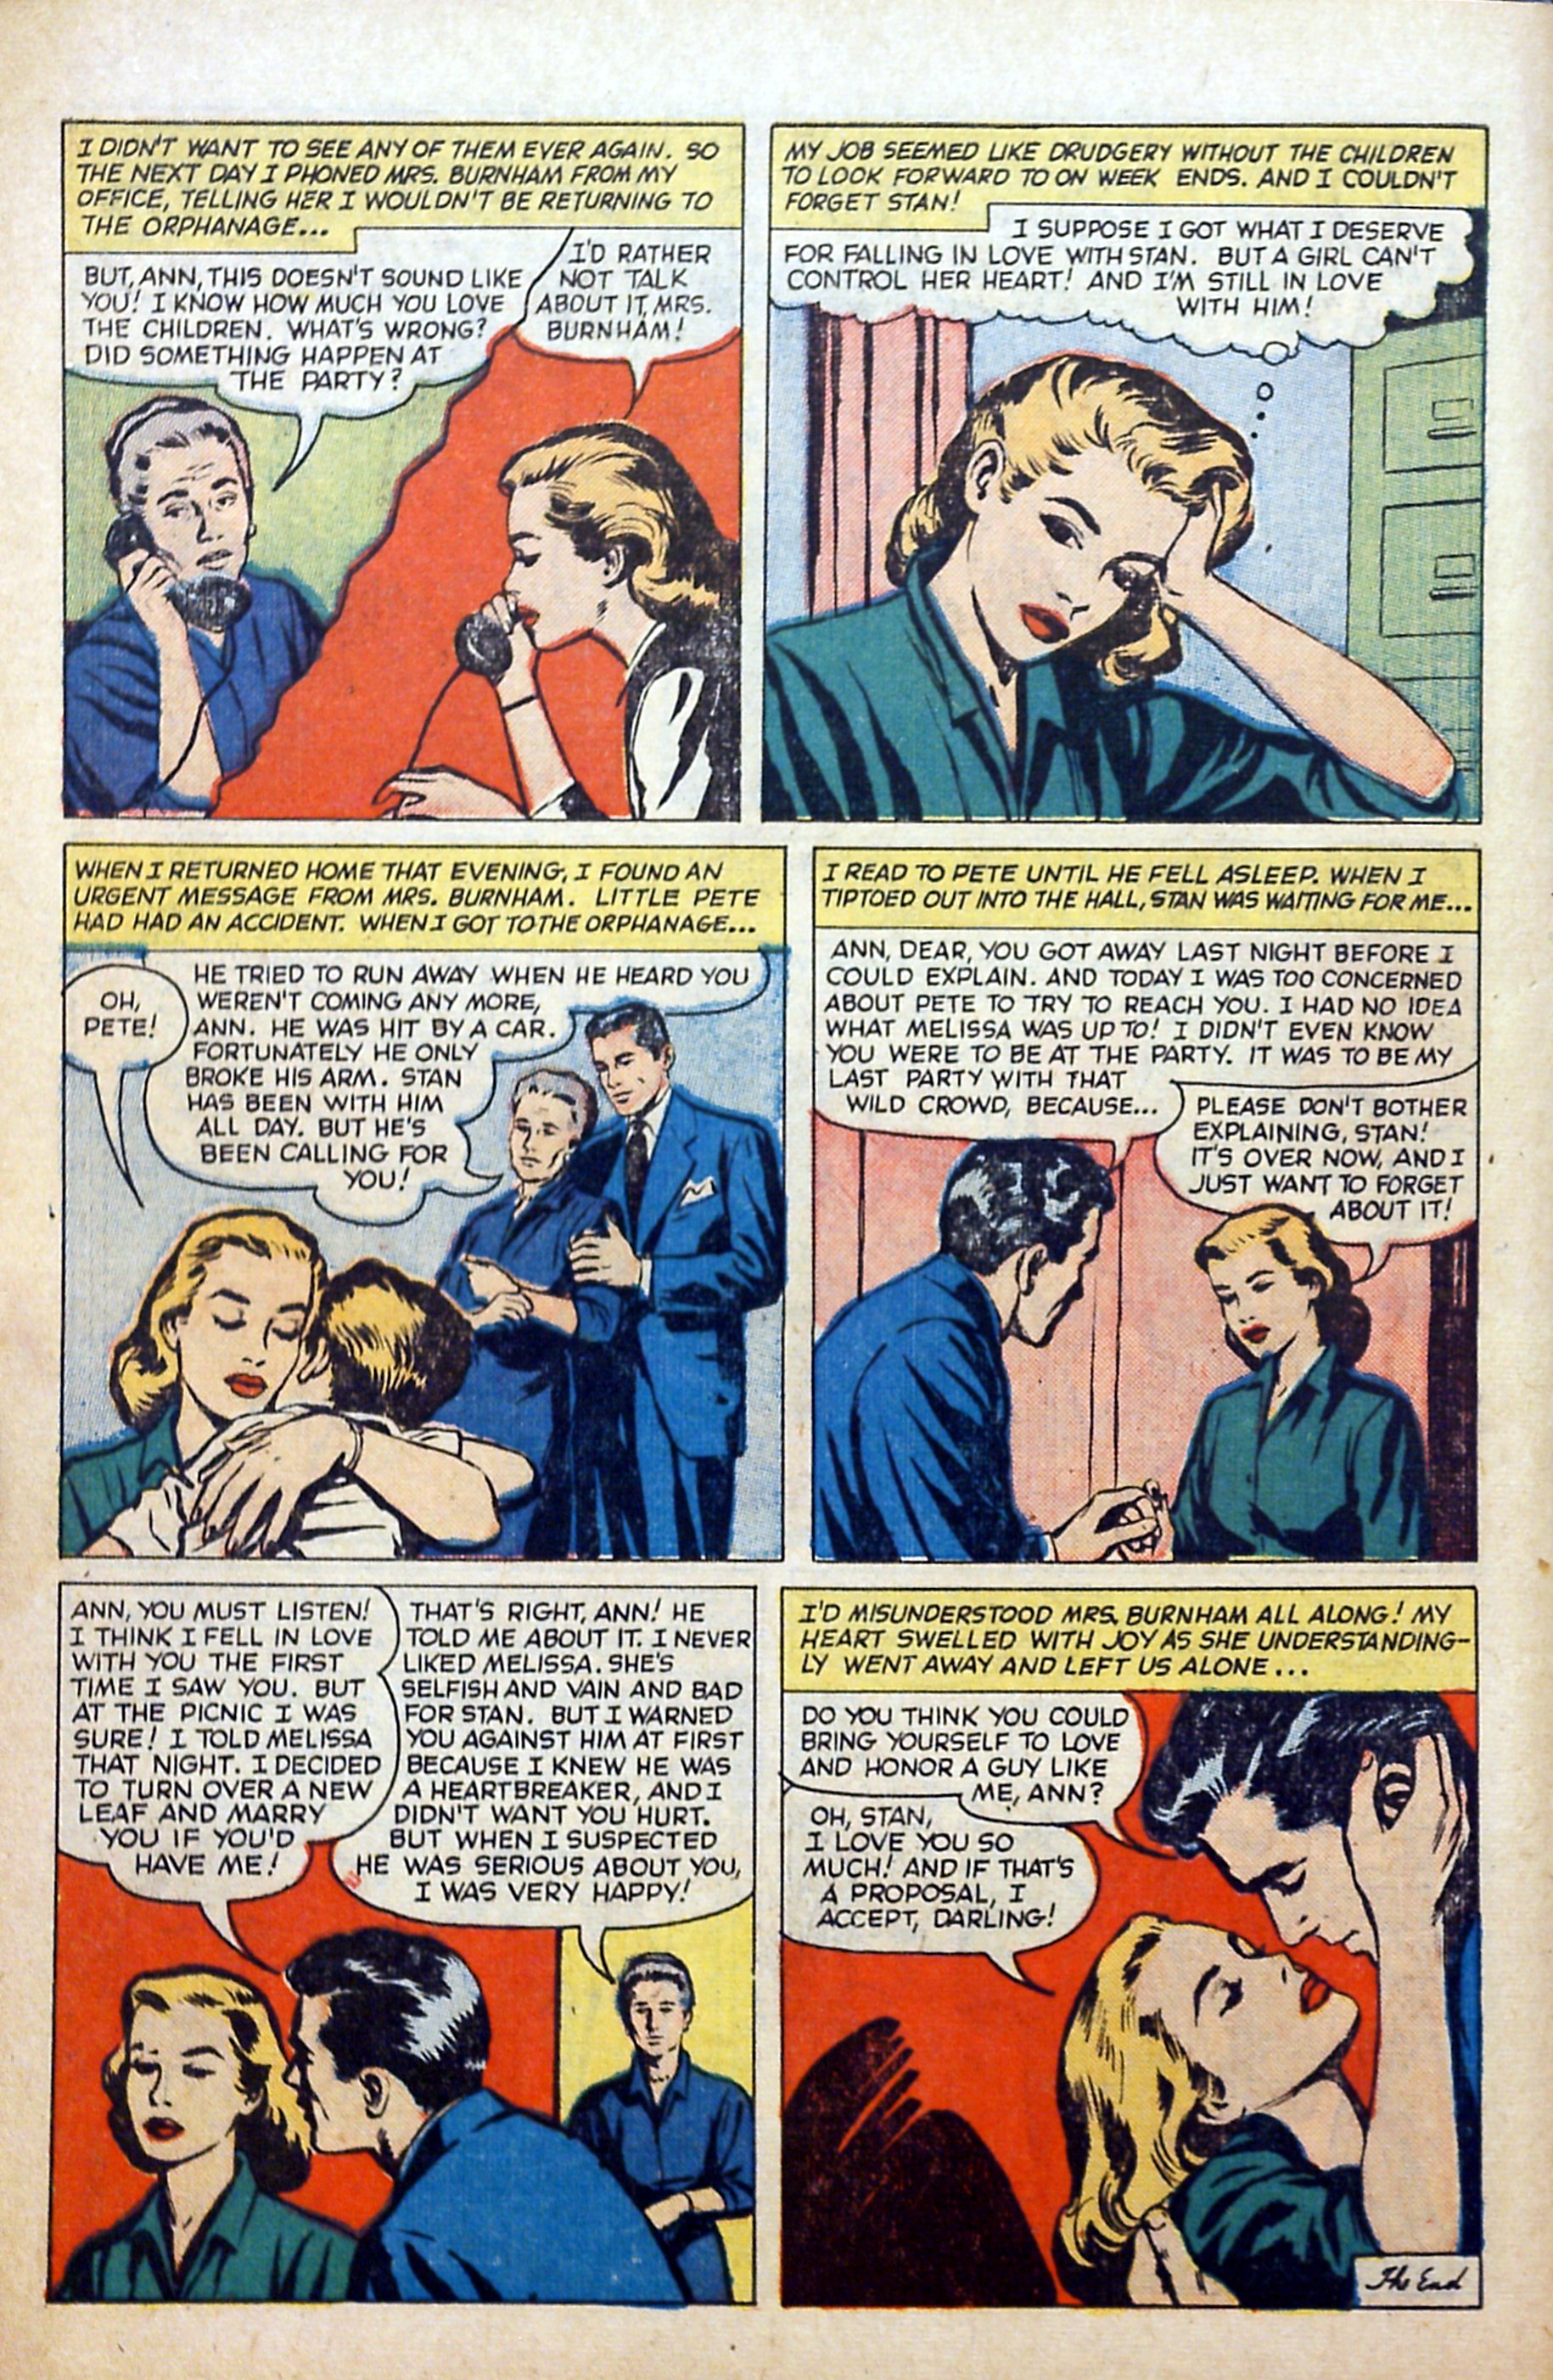 I DIDN'T WANT TO SEE ANY OF THEM EVER AGAIN. SO
THE NEXT DAY I PHONED MRS. BURNHAM FROM MY
OFFICE, TELLING HER I WOULDN'T BE RETURNING TO
THE ORPHANAGE...
BUT, ANN, THIS DOESN'T SOUND LIKE
YOU! I KNOW HOW MUCH YOU LOVE
THE CHILDREN. WHAT'S WRONG?
DID SOMETHING HAPPEN AT
THE PARTY?
I'D RATHER
NOT TALK
ABOUT IT, MRS.
BURNHAM!
MY JOB SEEMED LIKE DRUDGERY WITHOUT THE CHILDREN
TO LOOK FORWARD TO ON WEEK ENDS. AND I COULDN'T
FORGET STAN!
I SUPPOSE I GOT WHAT I DESERVE
FOR FALLING IN LOVE WITH STAN. BUT A GIRL CAN'T
CONTROL HER HEART! AND I'M STILL IN LOVE
WITH HIM!
WHEN I RETURNED HOME THAT EVENING, I FOUND AN
URGENT MESSAGE FROM MRS. BURNHAM. LITTLE PETE
HAD HAD AN ACCIDENT. WHEN I GOT TO THE ORPHANAGE...
OH,
PETE!
HE TRIED TO RUN AWAY WHEN HE HEARD YOU
WEREN'T COMING ANY MORE,
ANN. HE WAS HIT BY A CAR.
FORTUNATELY HE ONLY
BROKE HIS ARM. STAN
HAS BEEN WITH HIM
ALL DAY. BUT HE'S
BEEN CALLING FOR
YOU!
I READ TO PETE UNTIL HE FELL ASLEEP. WHEN I
TIPTOED OUT INTO THE HALL, STAN WAS WAITING FOR ME...
ANN, DEAR, YOU GOT AWAY LAST NIGHT BEFORE I
COULD EXPLAIN. AND TODAY I WAS TOO CONCERNED
ABOUT PETE TO TRY TO REACH YOU. I HAD NO IDEA
WHAT MELISSA WAS UP TO! I DIDN'T EVEN KNOW
YOU WERE TO BE AT THE PARTY. IT WAS TO BE MY
LAST PARTY WITH THAT
WILD CROWD, BECAUSE...
PLEASE DON'T BOTHER
EXPLAINING, STAN!
IT'S OVER NOW, AND I
JUST WANT TO FORGET
ABOUT IT!
ANN, YOU MUST LISTEN!
I THINK I FELL IN LOVE
WITH YOU THE FIRST
TIME I SAW YOU. BUT
AT THE PICNIC I WAS
SURE! I TOLD MELISSA
THAT NIGHT. I DECIDED
TO TURN OVER A NEW
LEAF AND MARRY
YOU IF YOU'D
HAVE ME!
THAT'S RIGHT, ANN! HE
TOLD ME ABOUT IT. I NEVER
LIKED MELISSA. SHE'S
SELFISH AND VAIN AND BAD
FOR STAN. BUT I WARNED
YOU AGAINST HIM AT FIRST
BECAUSE I KNEW HE WAS
A HEARTBREAKER, AND I
DIDN'T WANT YOU HURT.
BUT WHEN I SUSPECTED
HE WAS SERIOUS ABOUT YOU,
I WAS VERY HAPPY!
I'D MISUNDERSTOOD MRS. BURNHAM ALL ALONG! MY
HEART SWELLED WITH JOY AS SHE UNDERSTANDING-
LY WENT AWAY AND LEFT US ALONE...
DO YOU THINK YOU COULD
BRING YOURSELF TO LOVE
AND HONOR A GUY LIKE
ME, ANN?
OH, STAN,
I LOVE YOU SO
MUCH! AND IF THAT'S
A PROPOSAL, I
ACCEPT, DARLING!
The End